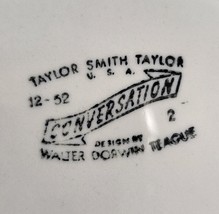 TAYLOR SMITH TAYLOR
U. S. A.
12-52
CONVERSATION
2
DESIGN BY
WALTER DORWIN TEAGUE